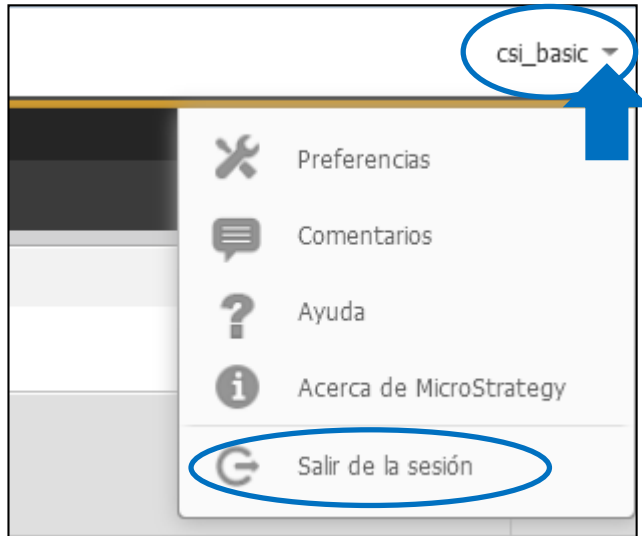 csi_basic
Preferencias
Comentarios
Ayuda
Acerca de MicroStrategy
Salir de la sesión